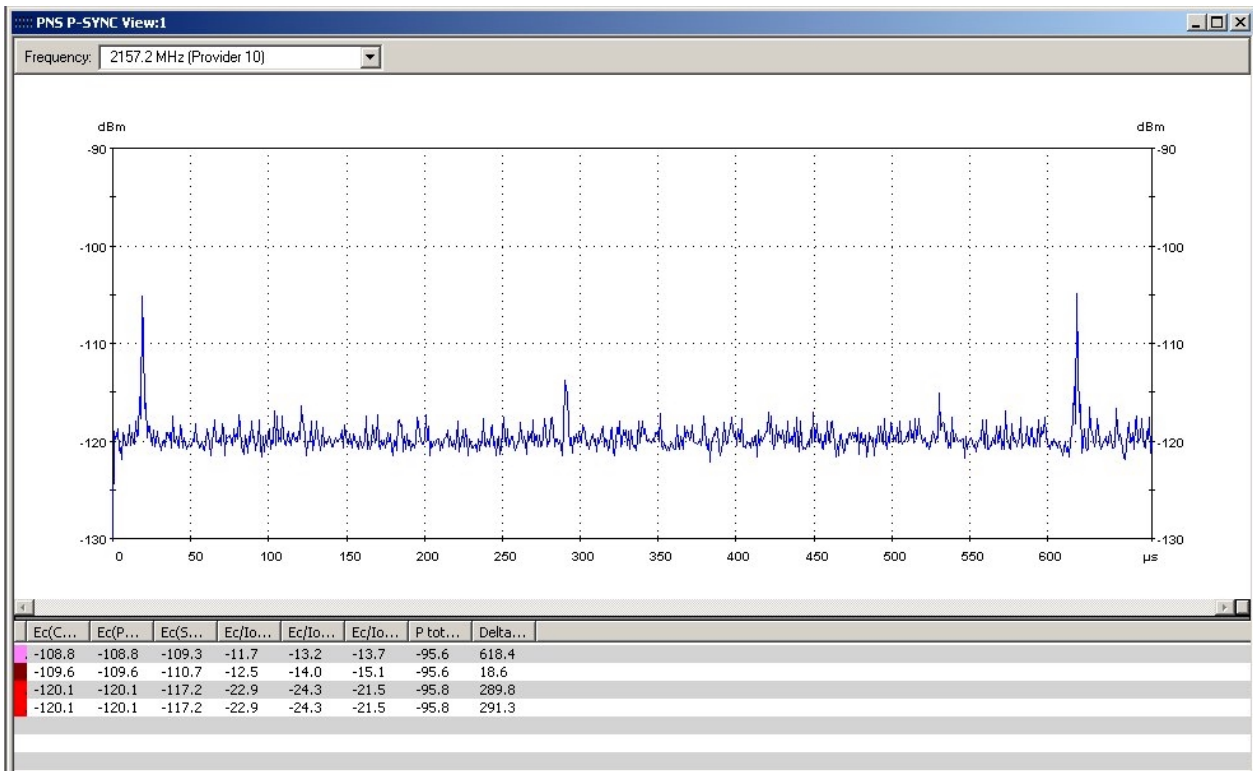 PNS P-SYNC View:1
Frequency: 2157.2 MHz (Provider 10)
dBm dBm
-90 -90
-100 -100
-110 -110
-120 -120
-130 -130
0 50 100 150 200 250 300 350 400 450 500 550 600 µs
Ec(C... Ec(P... Ec(S... Ec/Io... Ec/Io... Ec/Io... P tot... Delta...
-108.8 -108.8 -109.3 -11.7 -13.2 -13.7 -95.6 618.4
-109.6 -109.6 -110.7 -12.5 -14.0 -15.1 -95.6 18.6
-120.1 -120.1 -117.2 -22.9 -24.3 -21.5 -95.8 289.8
-120.1 -120.1 -117.2 -22.9 -24.3 -21.5 -95.8 291.3